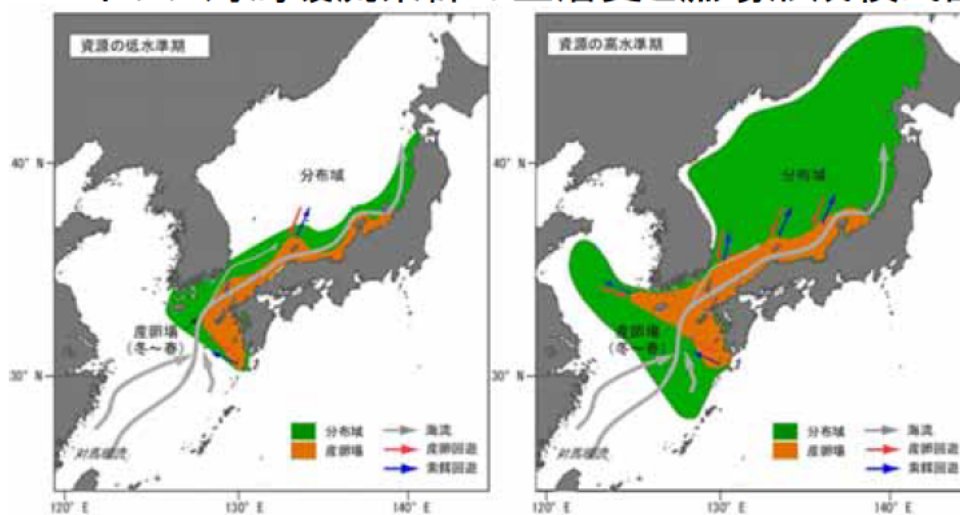 資源の低水準期
40° N
分布域
産卵場
(冬～春)
30° N
対馬暖流
分布域
産卵場
海流
産卵回遊
索餌回遊
120° E
130° E
140° E
資源の高水準期
40° N
分布域
産卵場
(冬～春)
30° N
対馬暖流
分布域
産卵場
海流
産卵回遊
索餌回遊
120° E
130° E
140° E